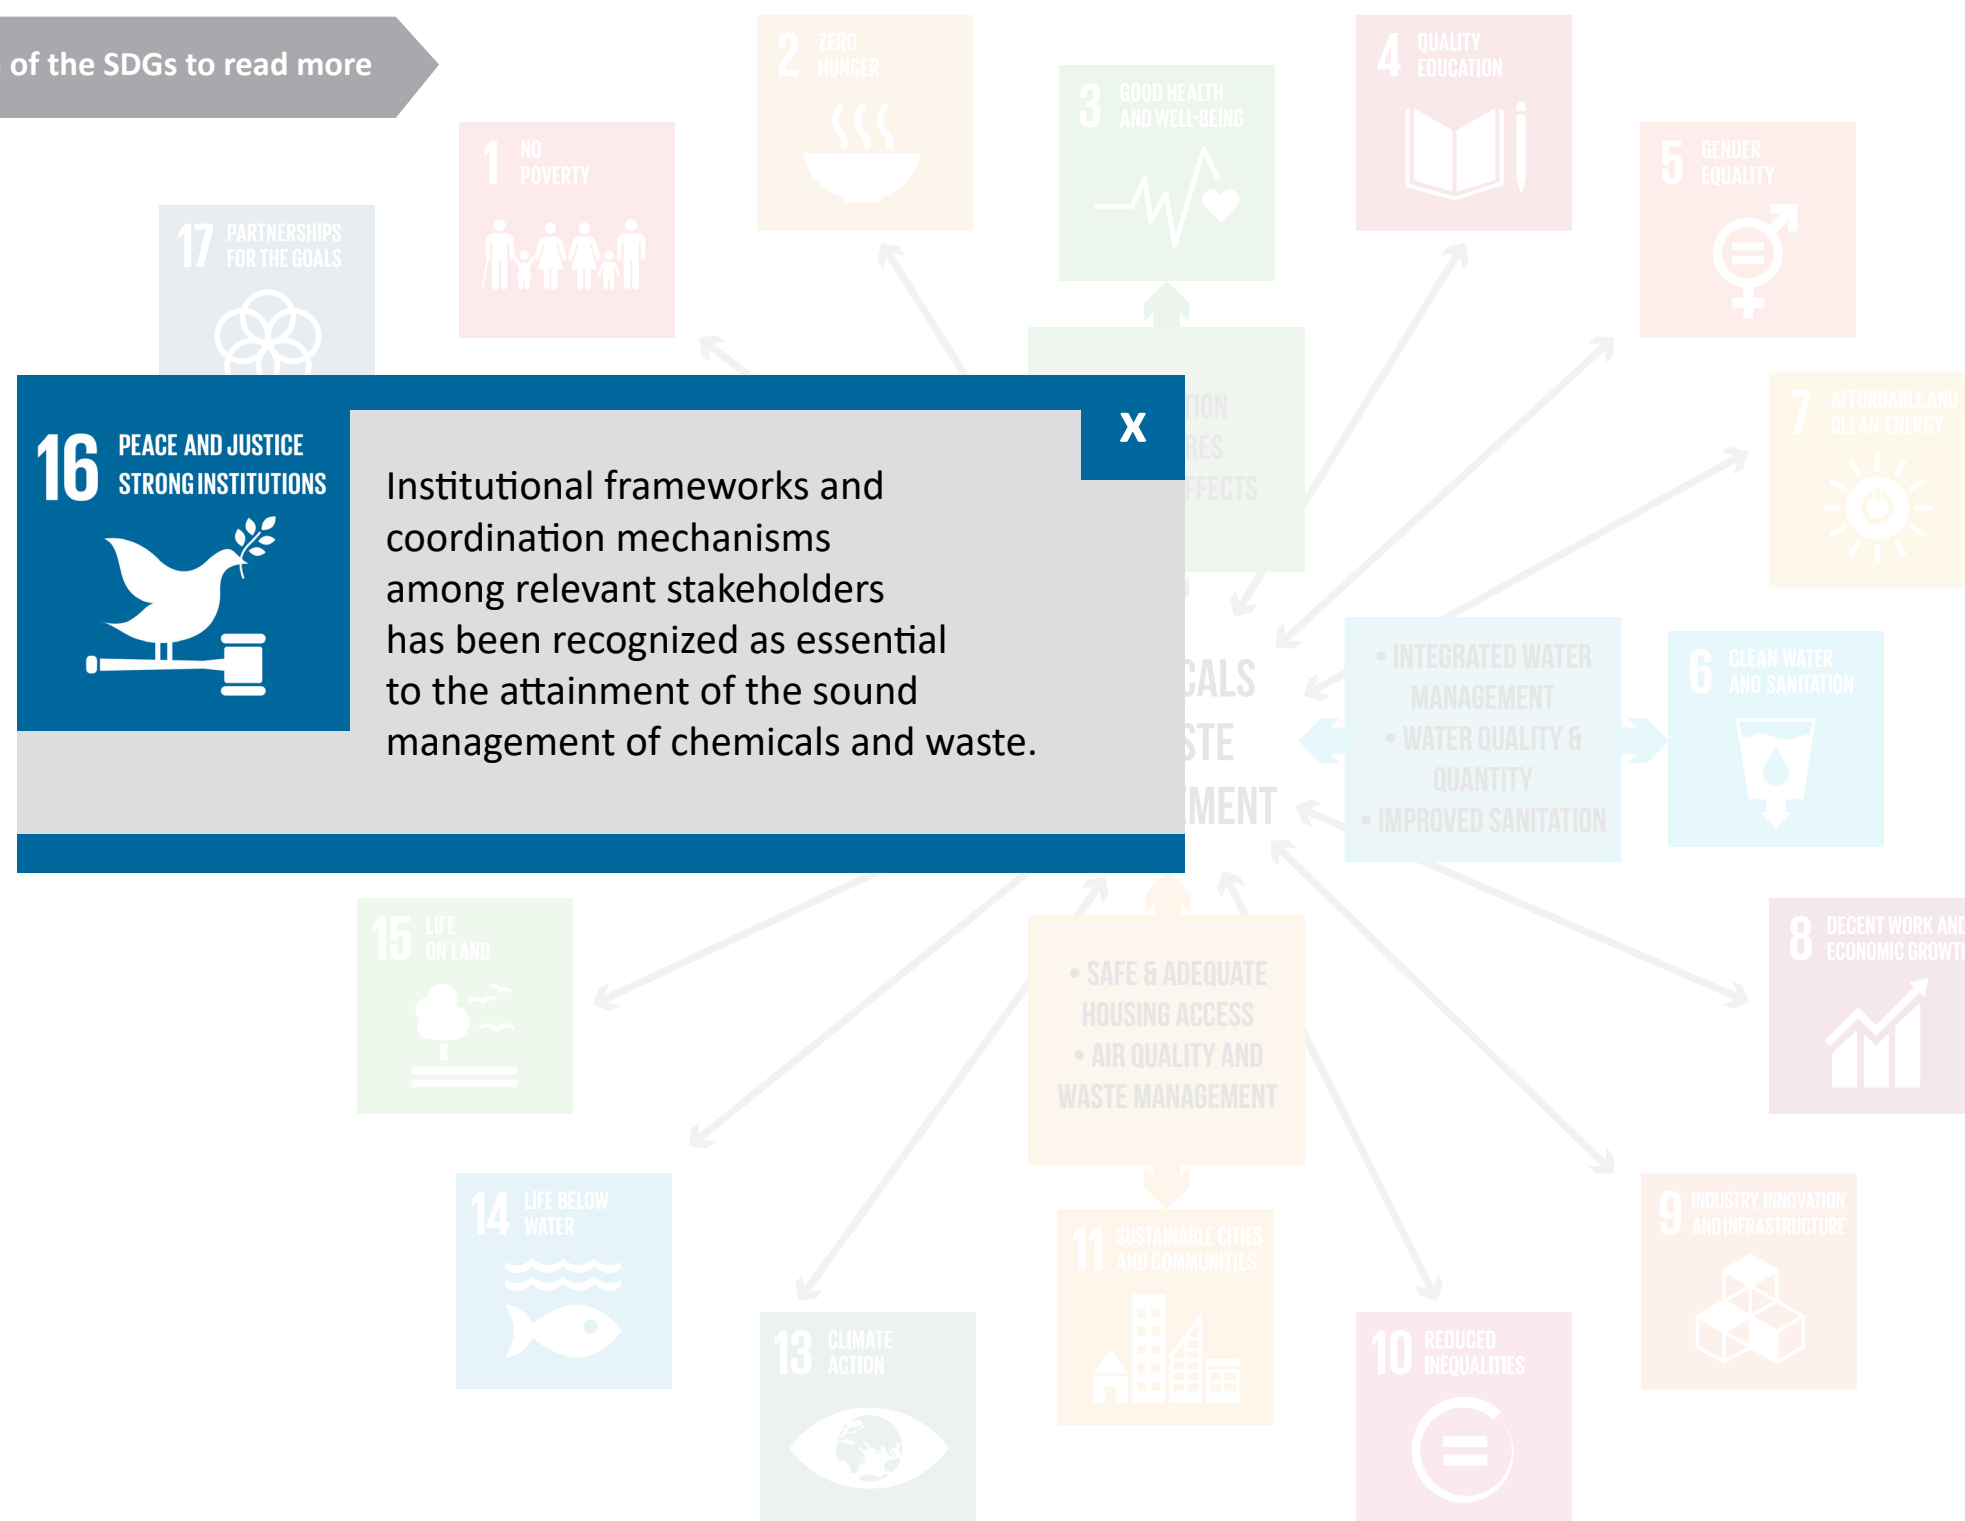 of the SDGs to read more
2 ZERO
HUNGER
3 GOOD HEALTH
AND WELL-BEING
4 QUALITY
EDUCATION
1 NO
POVERTY
5 GENDER
EQUALITY
17 PARTNERSHIPS
FOR THE GOALS
7 AFFORDABLE AND
CLEAN ENERGY
16 PEACE AND JUSTICE
STRONG INSTITUTIONS
X
Institutional frameworks and
coordination mechanisms
among relevant stakeholders
has been recognized as essential
to the attainment of the sound
management of chemicals and waste.
• INTEGRATED WATER
MANAGEMENT
• WATER QUALITY &
QUANTITY
• IMPROVED SANITATION
6 CLEAN WATER
AND SANITATION
15 LIFE
ON LAND
8 DECENT WORK AND
ECONOMIC GROWTH
• SAFE & ADEQUATE
HOUSING ACCESS
• AIR QUALITY AND
WASTE MANAGEMENT
14 LIFE BELOW
WATER
11 SUSTAINABLE CITIES
AND COMMUNITIES
9 INDUSTRY, INNOVATION
AND INFRASTRUCTURE
13 CLIMATE
ACTION
10 REDUCED
INEQUALITIES